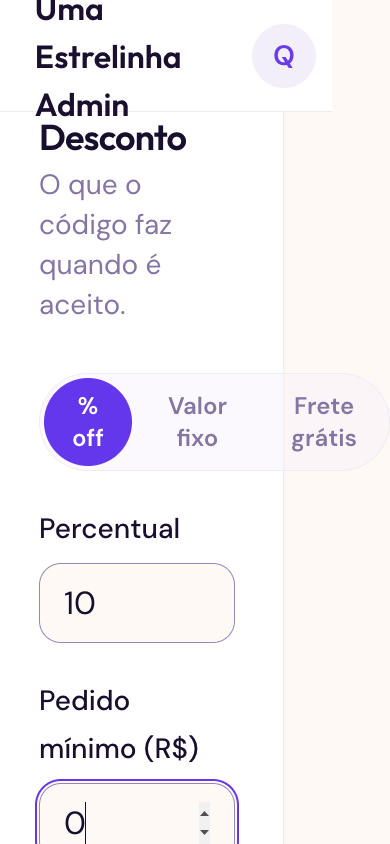 Uma
Estrelinha
Admin
Q
Desconto
O que o
código faz
quando é
aceito.
%
off
Valor
fixo
Frete
grátis
Percentual
10
Pedido
mínimo (R$)
0